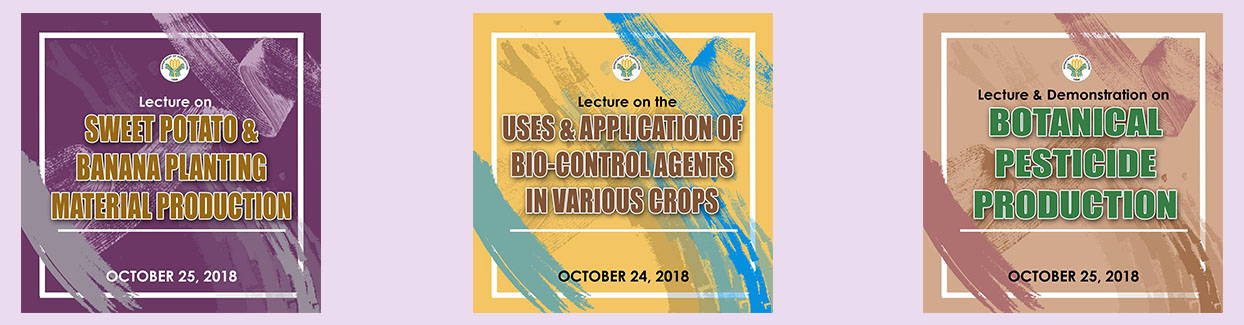 Lecture on
SWEET POTATO &
BANANA PLANTING
MATERIAL PRODUCTION
OCTOBER 25, 2018
Lecture on the
USES & APPLICATION OF
BIO-CONTROL AGENTS
IN VARIOUS CROPS
OCTOBER 24, 2018
Lecture & Demonstration on
BOTANICAL
PESTICIDE
PRODUCTION
OCTOBER 25, 2018